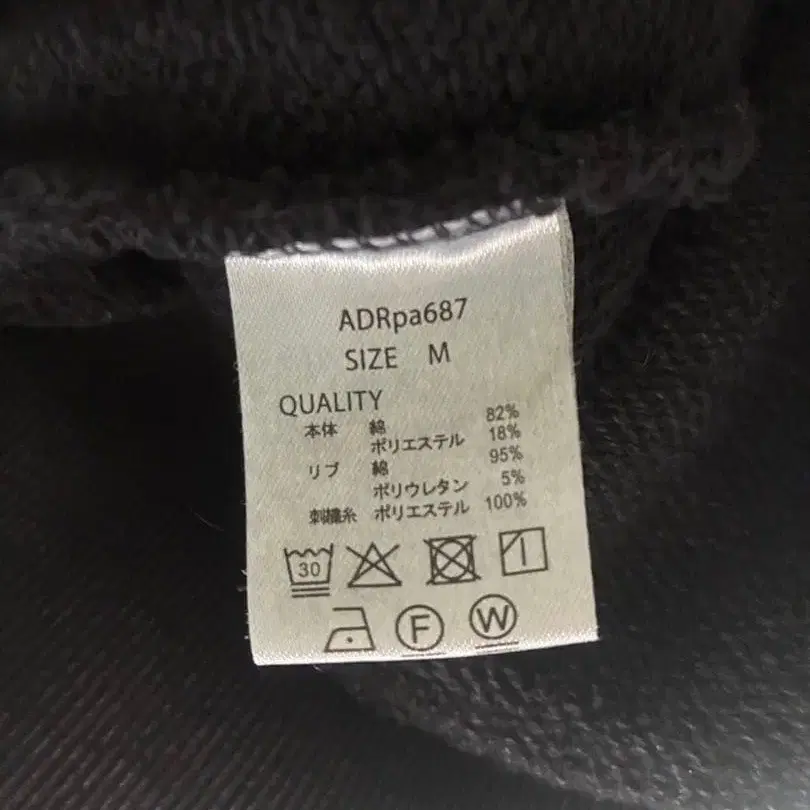 ADRpa687
SIZE M
QUALITY
本体 綿 82%
ポリエステル 18%
リブ 綿 95%
ポリウレタン 5%
刺繍糸 ポリエステル 100%
30
F W